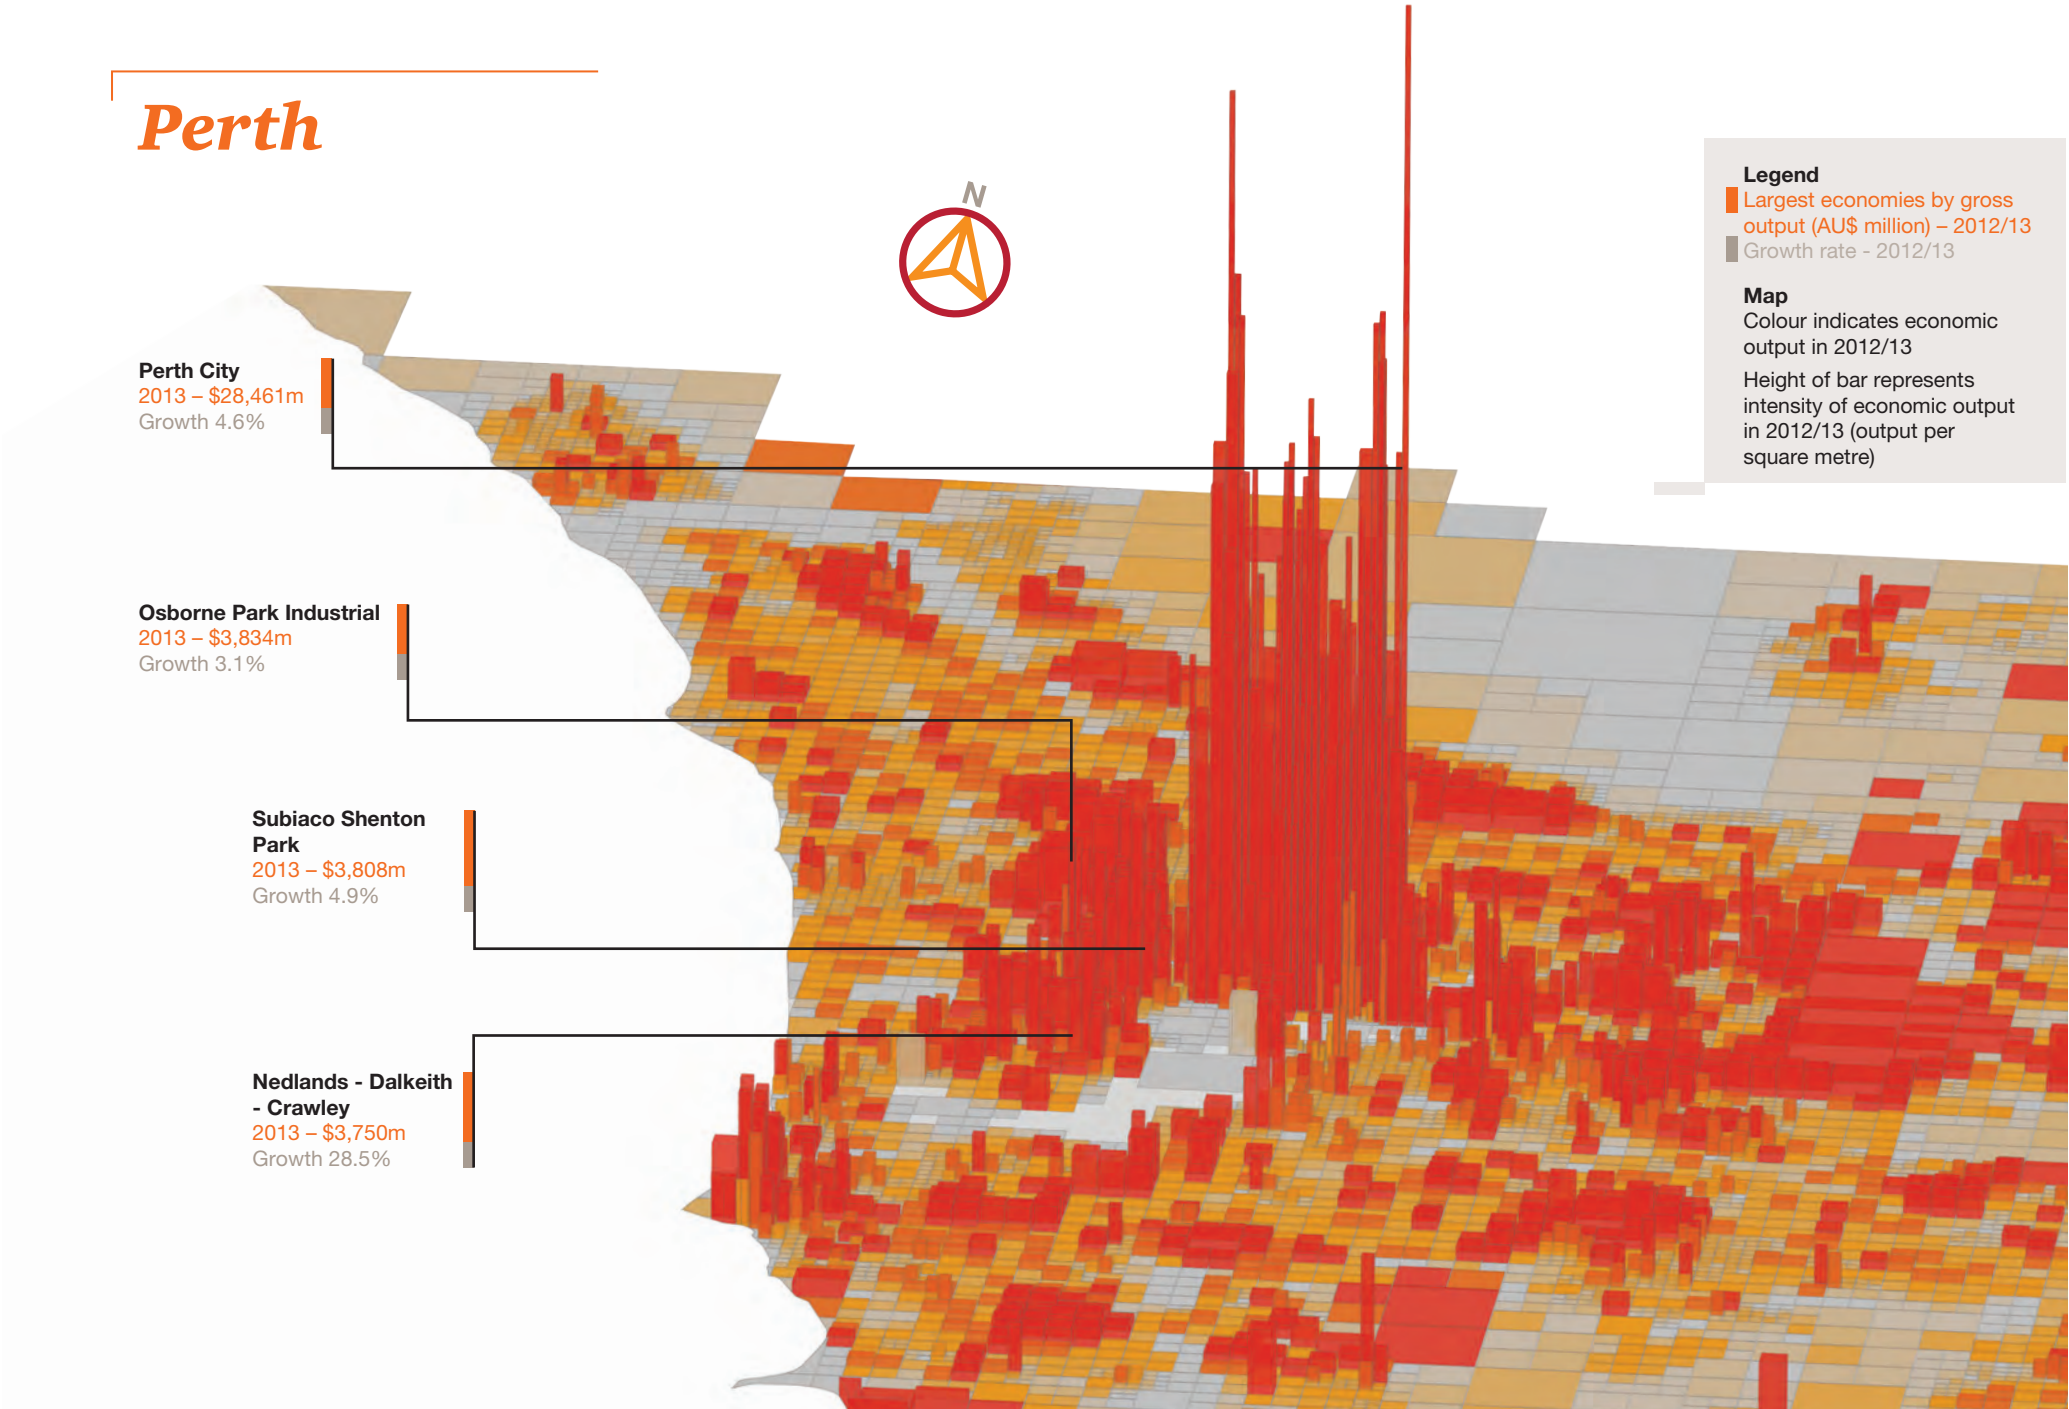 Perth
N
Legend
Largest economies by gross
output (AU$ million) – 2012/13
Growth rate - 2012/13
Map
Colour indicates economic
output in 2012/13
Height of bar represents
intensity of economic output
in 2012/13 (output per
square metre)
Perth City
2013 – $28,461m
Growth 4.6%
Osborne Park Industrial
2013 – $3,834m
Growth 3.1%
Subiaco Shenton
Park
2013 – $3,808m
Growth 4.9%
Nedlands - Dalkeith
- Crawley
2013 – $3,750m
Growth 28.5%